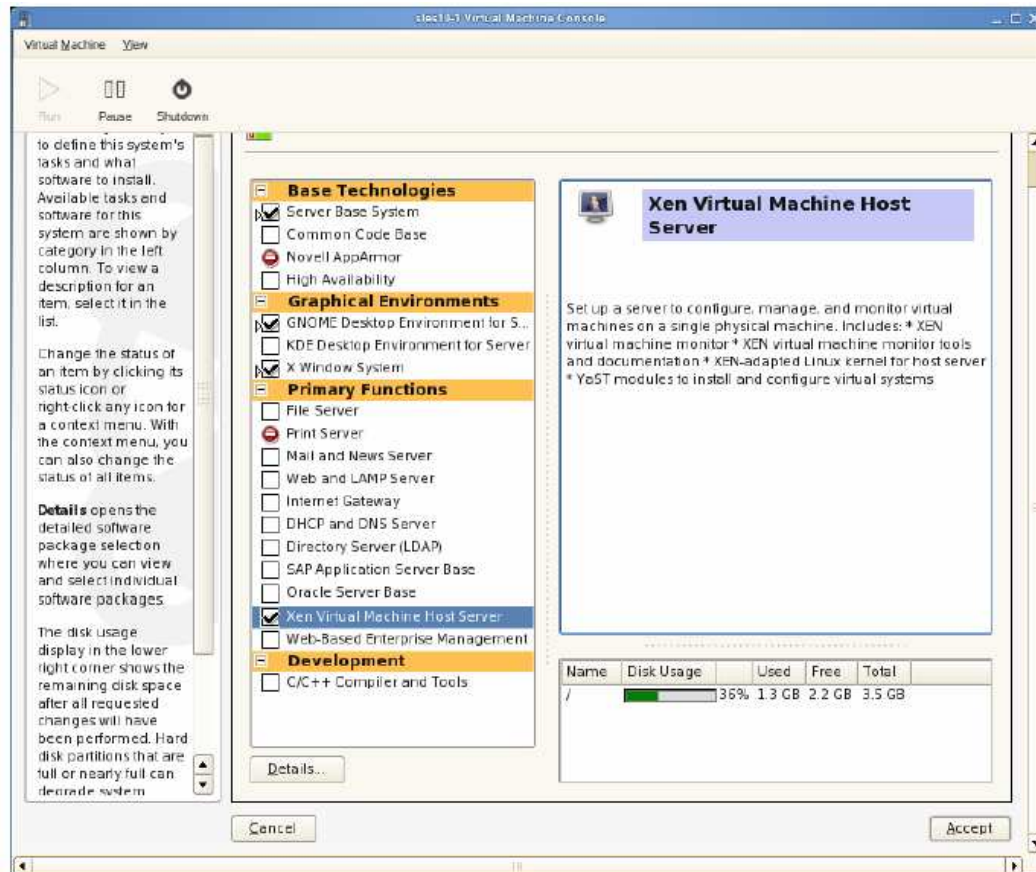 sles10-1 Virtual Machine Console
Virtual Machine View
Run Pause Shutdown
to define this system's
tasks and what
software to install.
Available tasks and
software for this
system are shown by
category in the left
column. To view a
description for an
item, select it in the
list.
Change the status of
an item by clicking its
status icon or
right-click any icon for
a context menu. With
the context menu, you
can also change the
status of all items.
Details opens the
detailed software
package selection
where you can view
and select individual
software packages.
The disk usage
display in the lower
right corner shows the
remaining disk space
after all requested
changes will have
been performed. Hard
disk partitions that are
full or nearly full can
degrade system
Base Technologies
Server Base System
Common Code Base
Novell AppArmor
High Availability
Graphical Environments
GNOME Desktop Environment for S...
KDE Desktop Environment for Server
X Window System
Primary Functions
File Server
Print Server
Mail and News Server
Web and LAMP Server
Internet Gateway
DHCP and DNS Server
Directory Server (LDAP)
SAP Application Server Base
Oracle Server Base
Xen Virtual Machine Host Server
Web-Based Enterprise Management
Development
C/C++ Compiler and Tools
Details...
Xen Virtual Machine Host
Server
Set up a server to configure, manage, and monitor virtual
machines on a single physical machine. Includes: * XEN
virtual machine monitor * XEN virtual machine monitor tools
and documentation * XEN-adapted Linux kernel for host server
* YaST modules to install and configure virtual systems
Name Disk Usage Used Free Total
/ 36% 1.3 GB 2.2 GB 3.5 GB
Cancel Accept